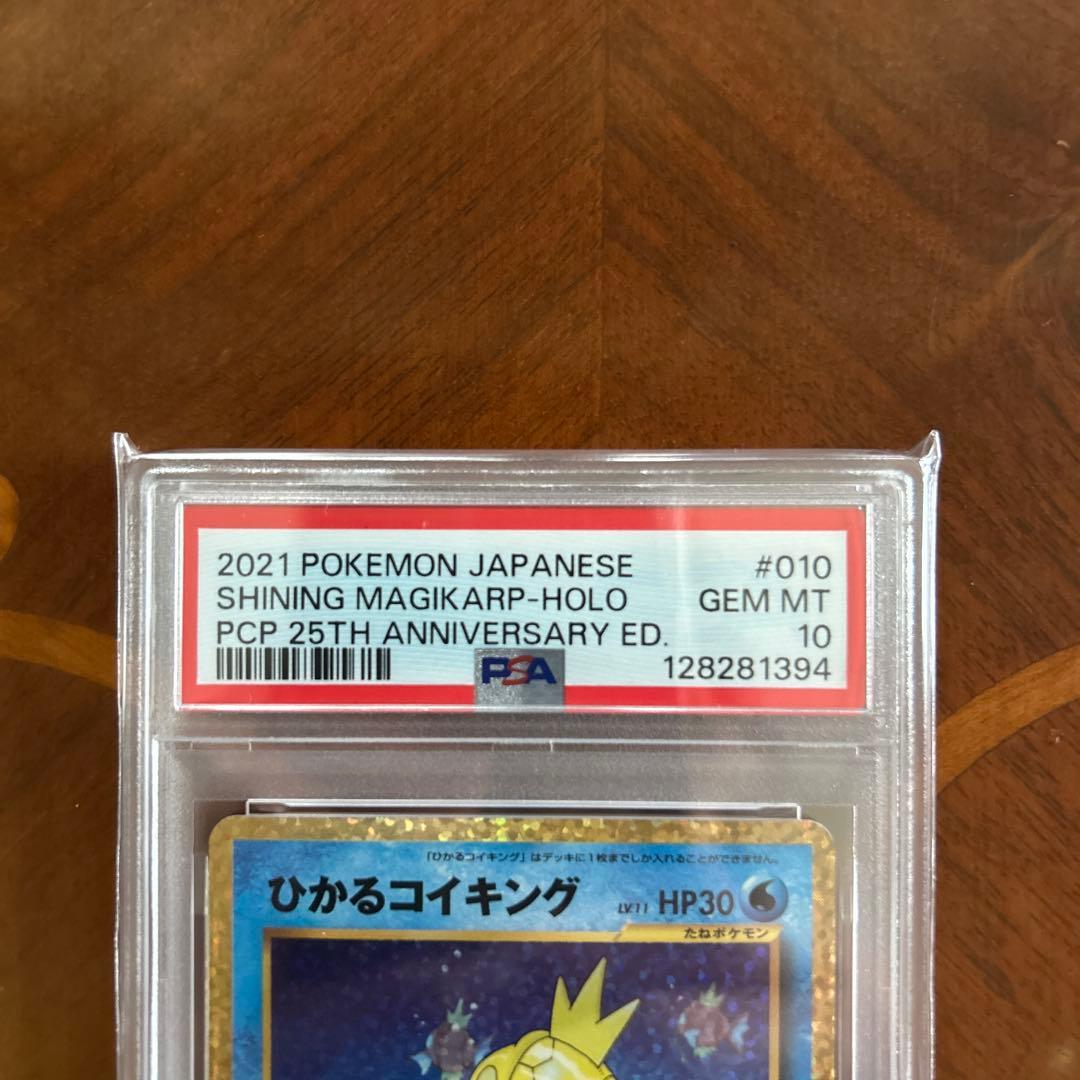 2021 POKEMON JAPANESE #010
SHINING MAGIKARP-HOLO GEM MT
PCP 25TH ANNIVERSARY ED. 10
PSA 128281394
「ひかるコイキング」はデッキに1枚までしか入れることができません。
ひかるコイキング LV.11 HP30
たねポケモン